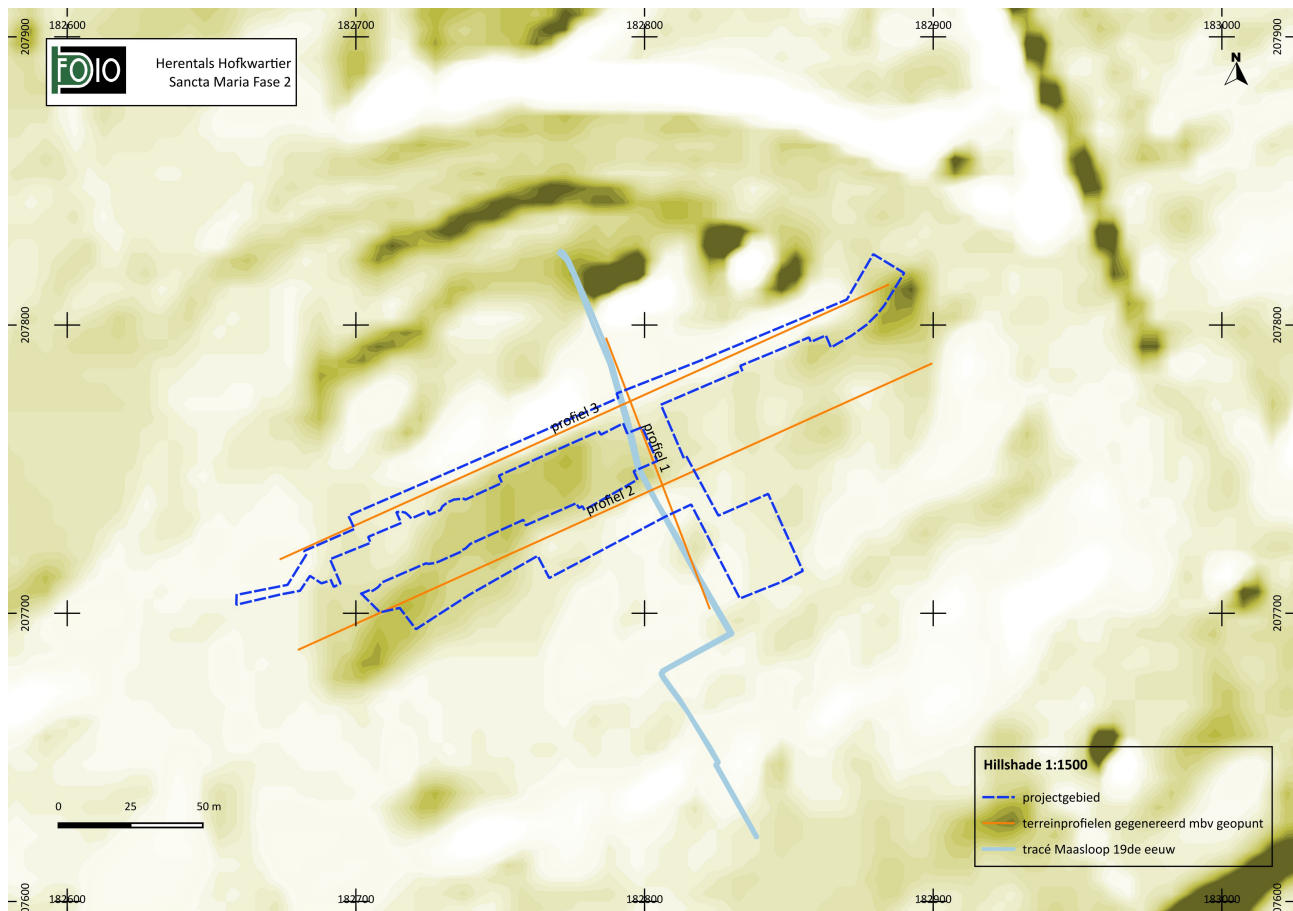 182600
182700
182800
182900
183000
207900
207900
FODIO
Herentals Hofkwartier
Sancta Maria Fase 2
N
207800
207800
profiel 3
profiel 1
profiel 2
207700
207700
Hillshade 1:1500
projectgebied
terreinprofielen gegenereerd mbv geopunt
tracé Maasloop 19de eeuw
0 25 50 m
207600
207600
182600
182700
182800
182900
183000